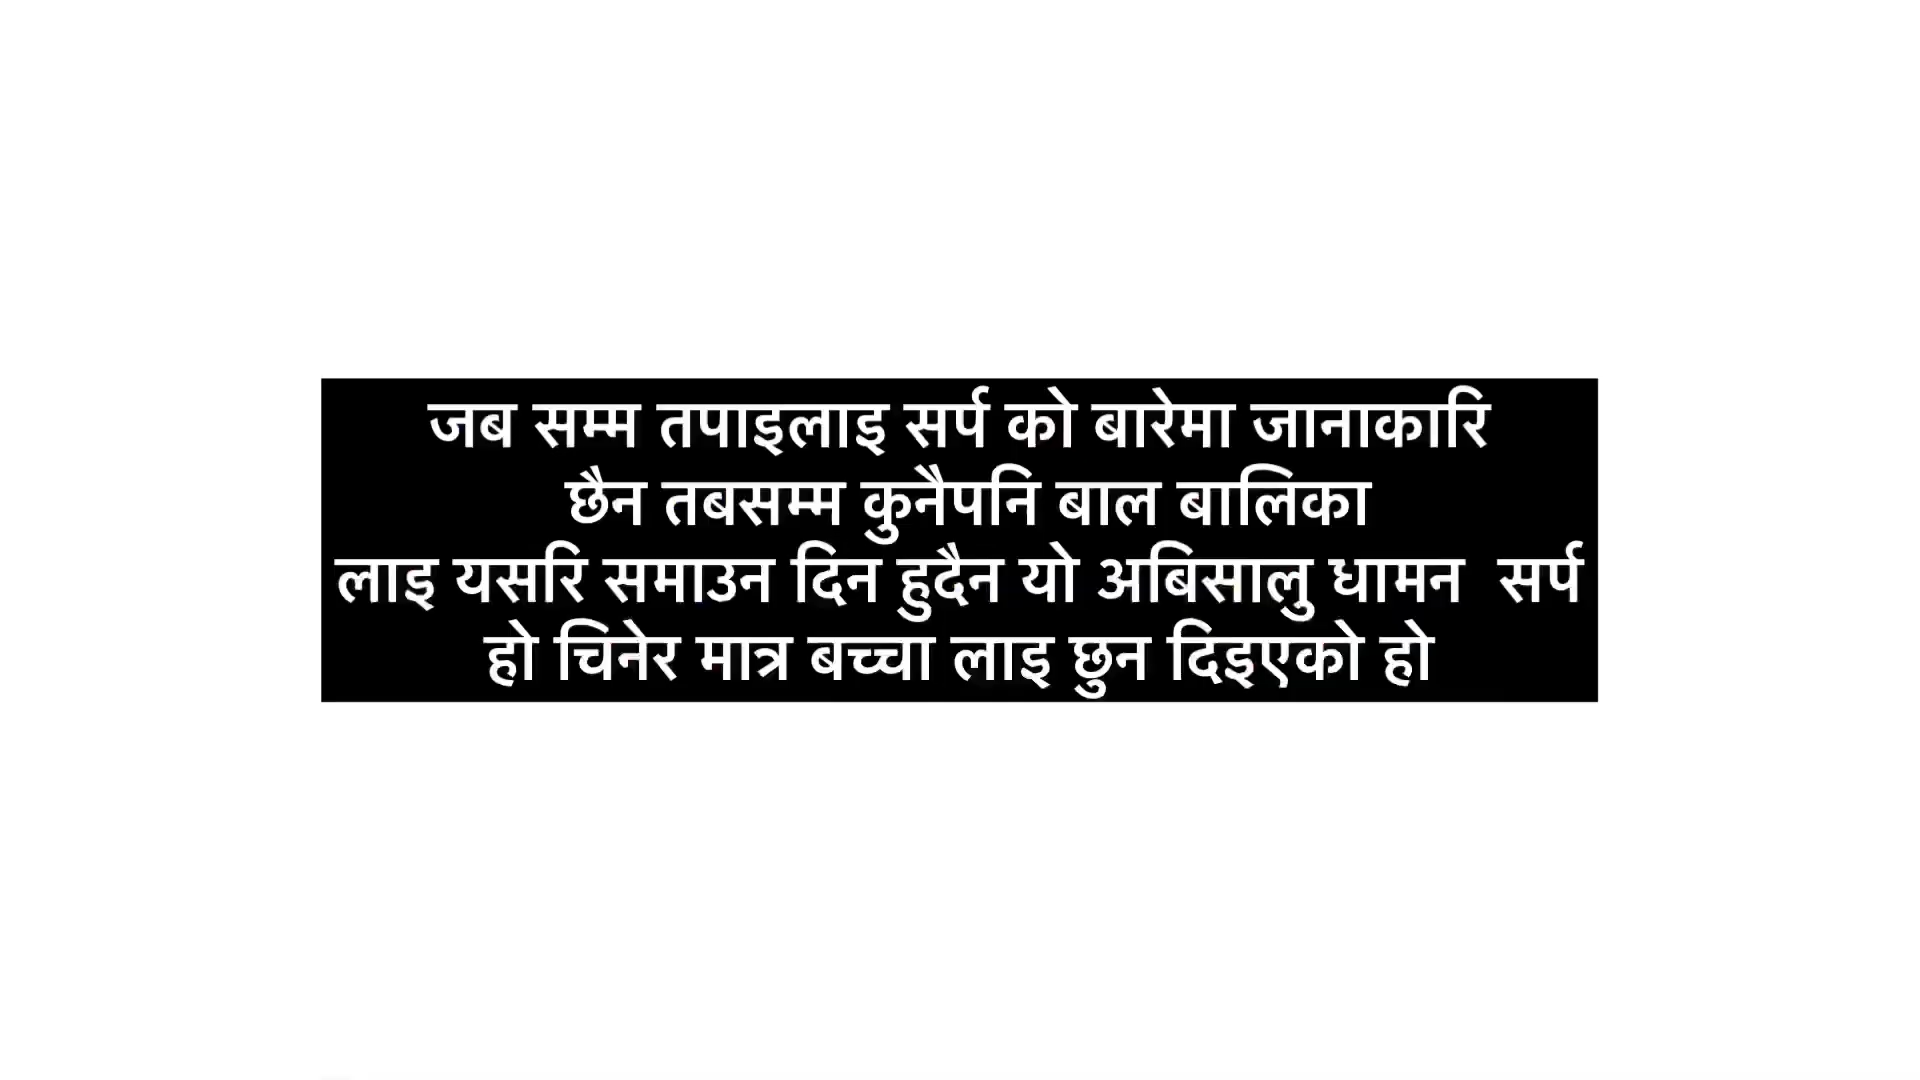 जब सम्म तपाइलाइ सर्प को बारेमा जानाकारि
छैन तबसम्म कुनैपनि बाल बालिका
लाइ यसरि समाउन दिन हुदैन यो अबिसालु धामन  सर्प
हो चिनेर मात्र बच्चा लाइ छुन दिइएको हो